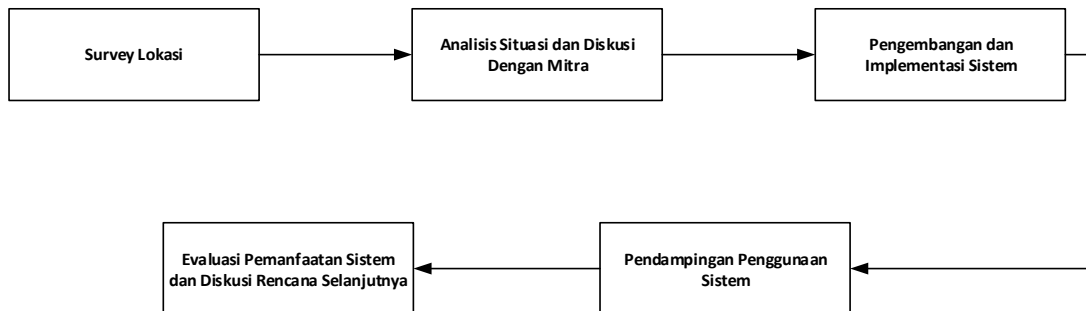 Survey Lokasi
Analisis Situasi dan Diskusi
Dengan Mitra
Pengembangan dan
Implementasi Sistem
Pendampingan Penggunaan
Sistem
Evaluasi Pemanfaatan Sistem
dan Diskusi Rencana Selanjutnya